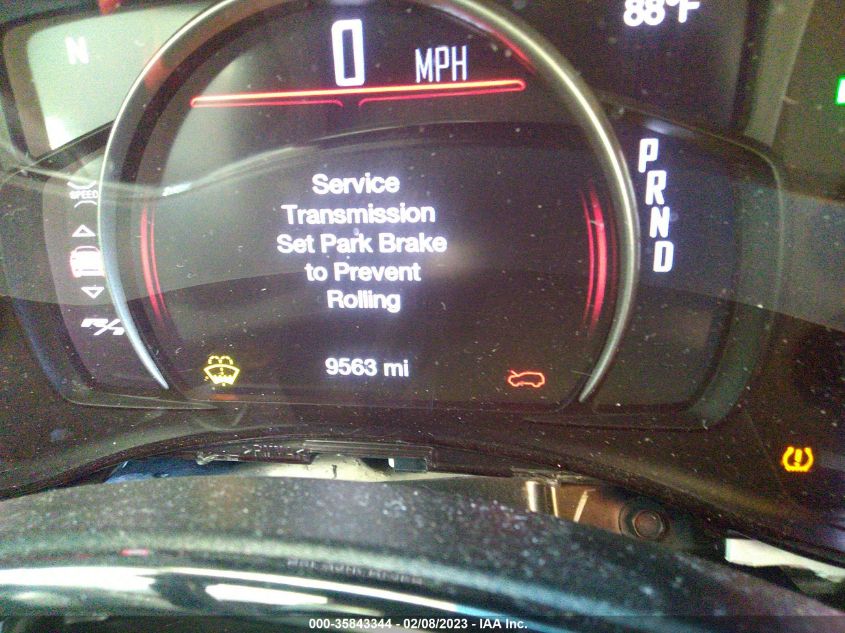 88°F
N
0 MPH
P
R
N
D
SPEED
Service
Transmission
Set Park Brake
to Prevent
Rolling
R/T
9563 mi
000-35843344 - 02/08/2023 - IAA Inc.